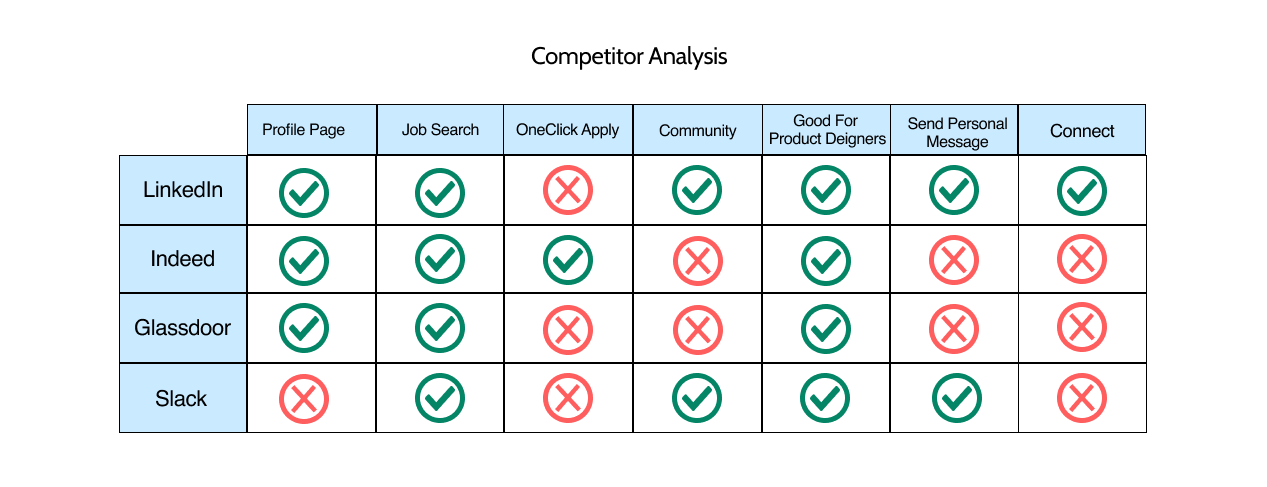 Competitor Analysis
Profile Page
Job Search
OneClick Apply
Community
Good For
Product Deigners
Send Personal
Message
Connect
LinkedIn
Indeed
Glassdoor
Slack